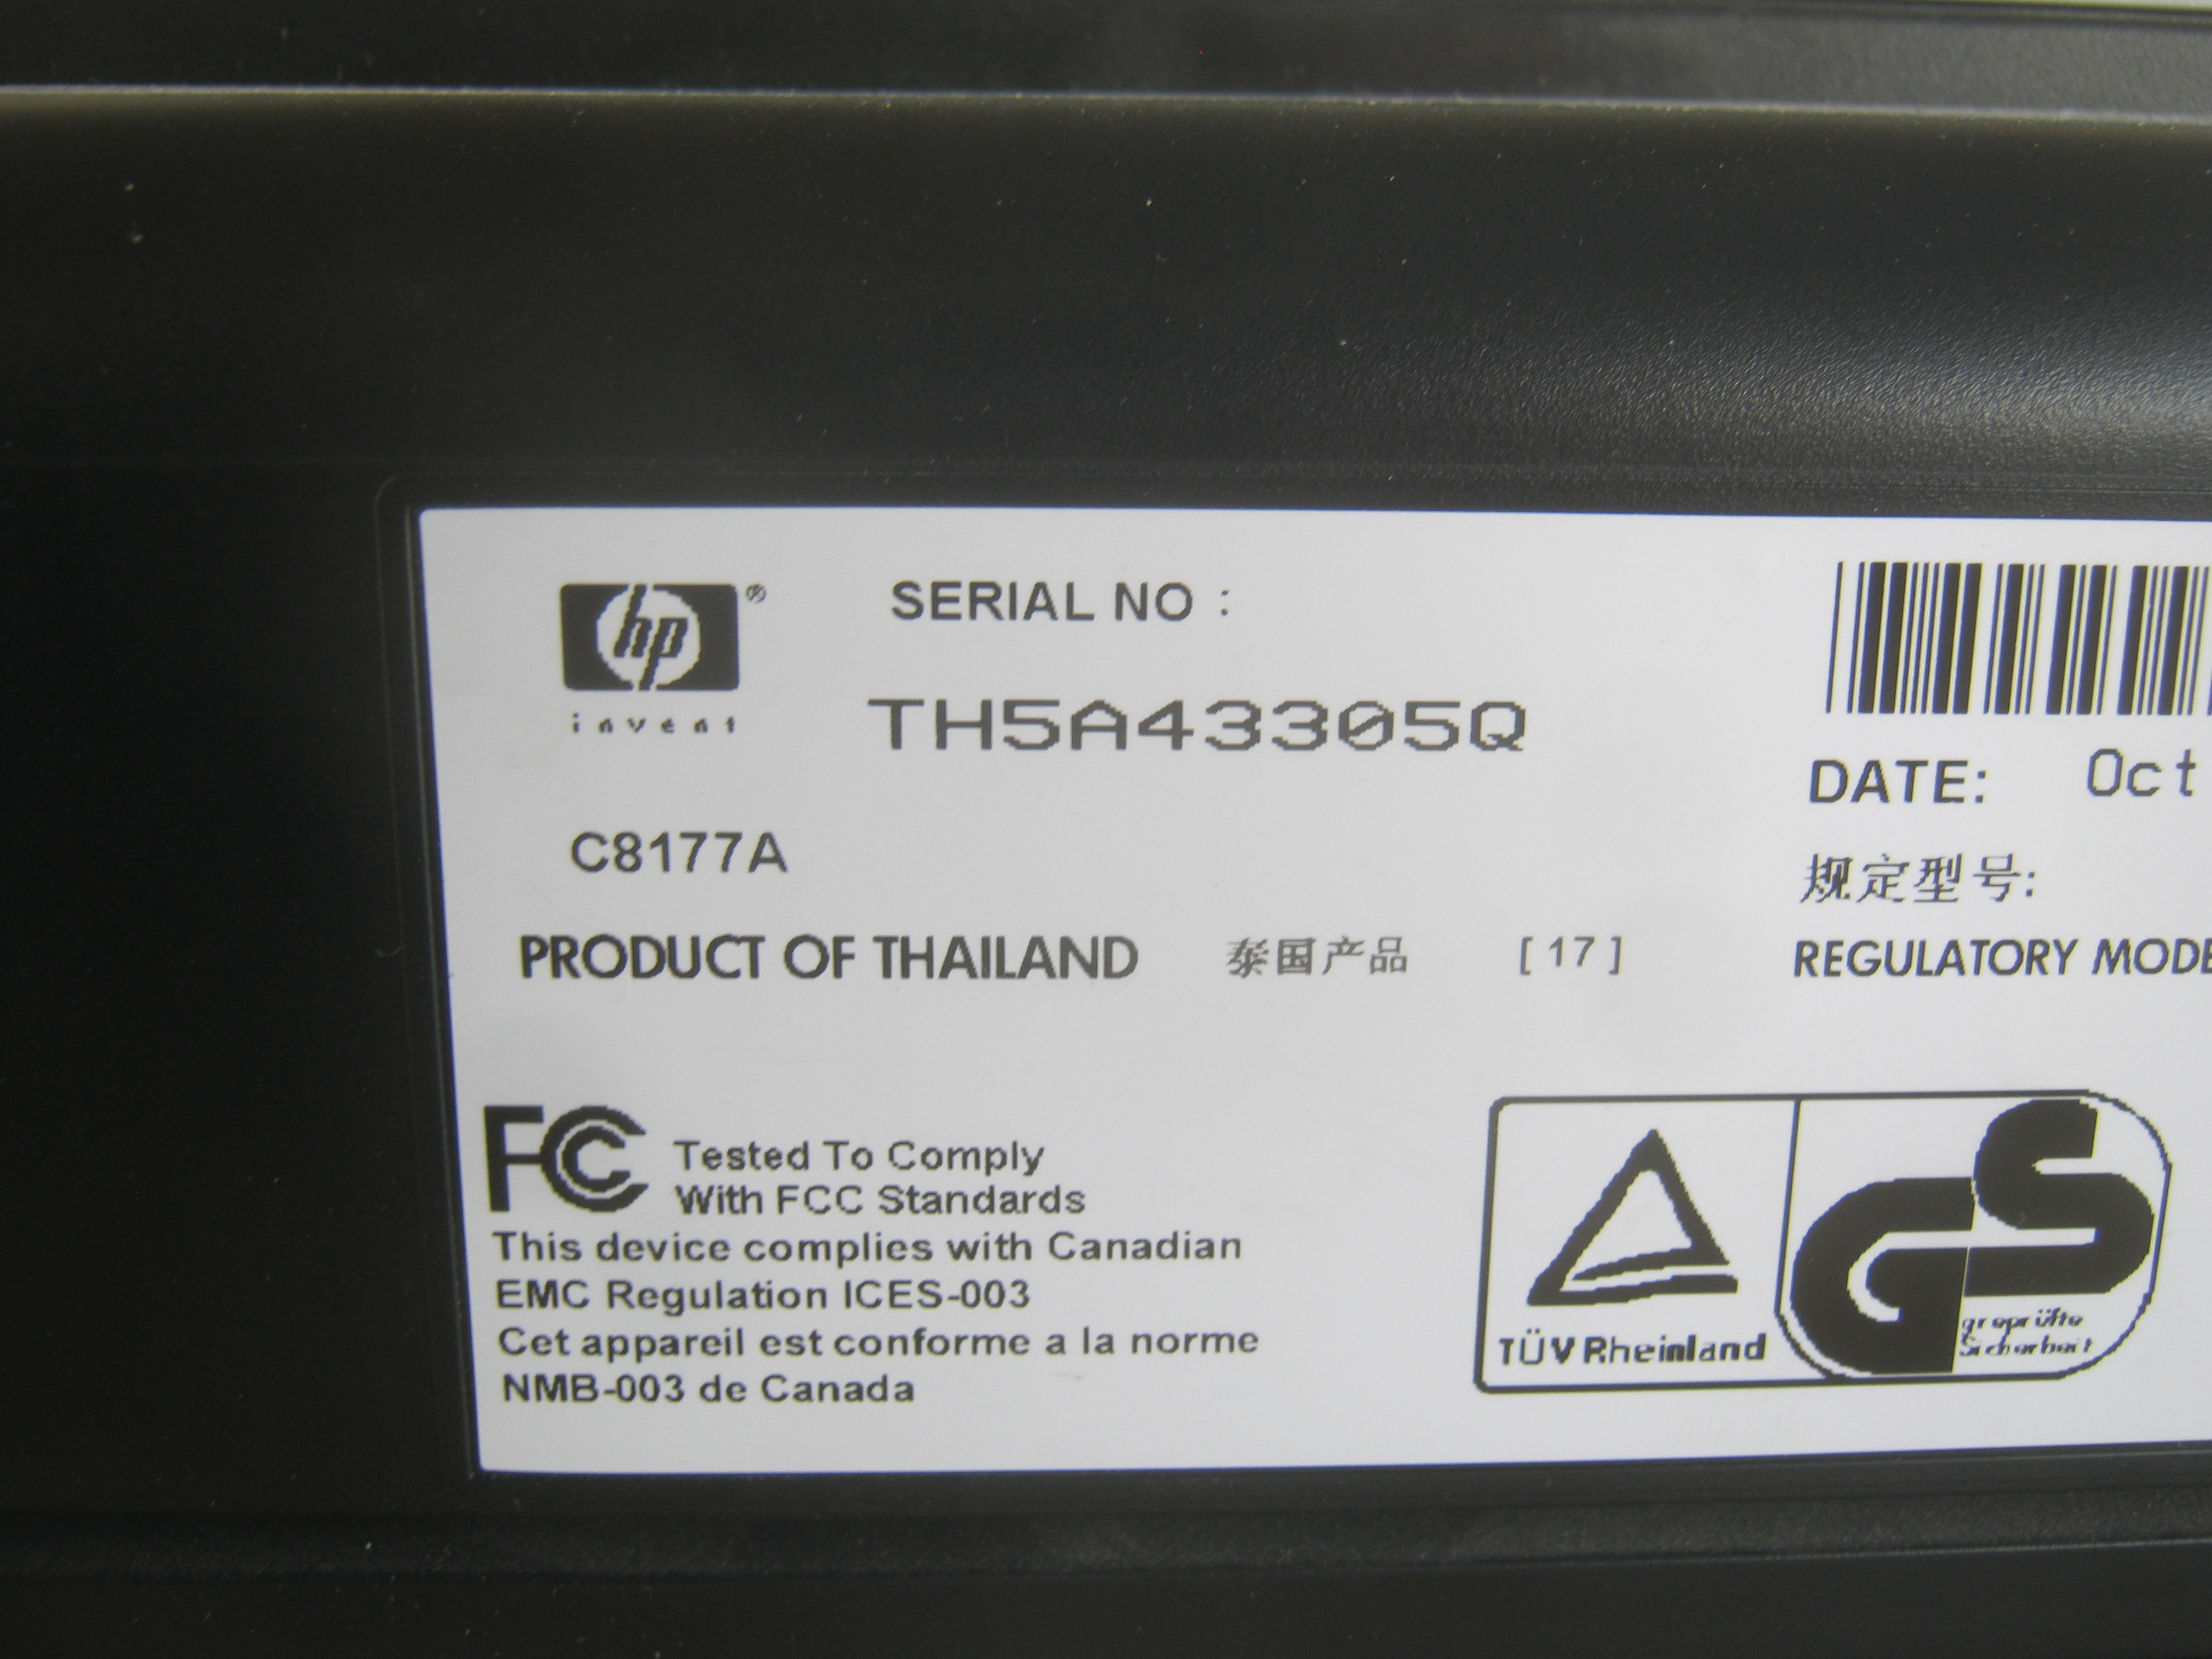 hp ®
invent
SERIAL NO :
TH5A43305Q
C8177A
PRODUCT OF THAILAND 泰国产品 [ 17 ]
DATE: Oct
规定型号:
REGULATORY MODE
FC Tested To Comply
With FCC Standards
This device complies with Canadian
EMC Regulation ICES-003
Cet appareil est conforme a la norme
NMB-003 de Canada
TÜV Rheinland
GS
geprüfte
Sicherheit